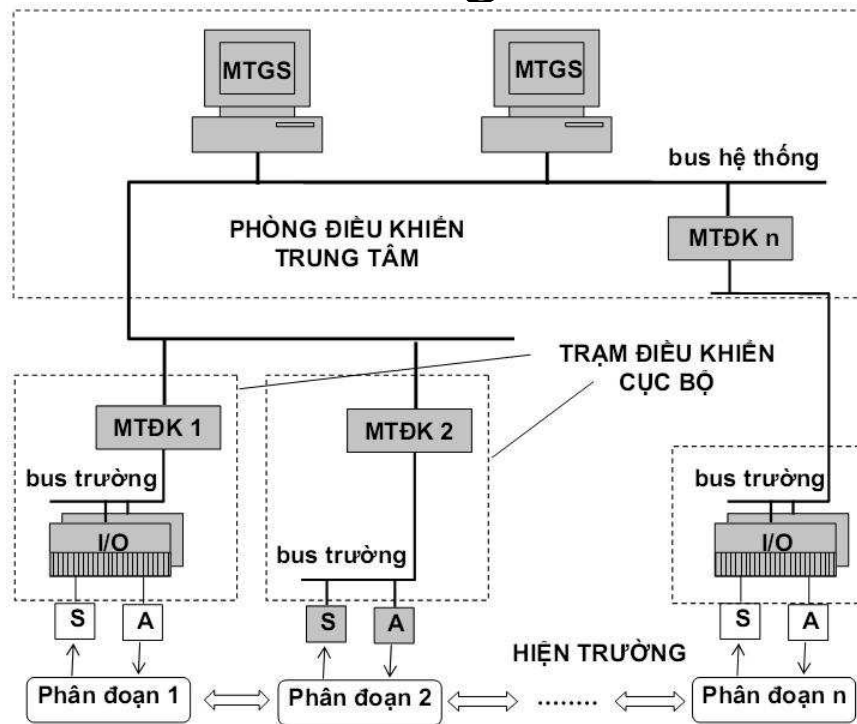 MTGS
MTGS
bus hệ thống
PHÒNG ĐIỀU KHIỂN
TRUNG TÂM
MTĐK n
TRẠM ĐIỀU KHIỂN
CỤC BỘ
MTĐK 1
MTĐK 2
bus trường
bus trường
I/O
bus trường
I/O
S
A
S
A
S
A
HIỆN TRƯỜNG
Phân đoạn 1
Phân đoạn 2
........
Phân đoạn n